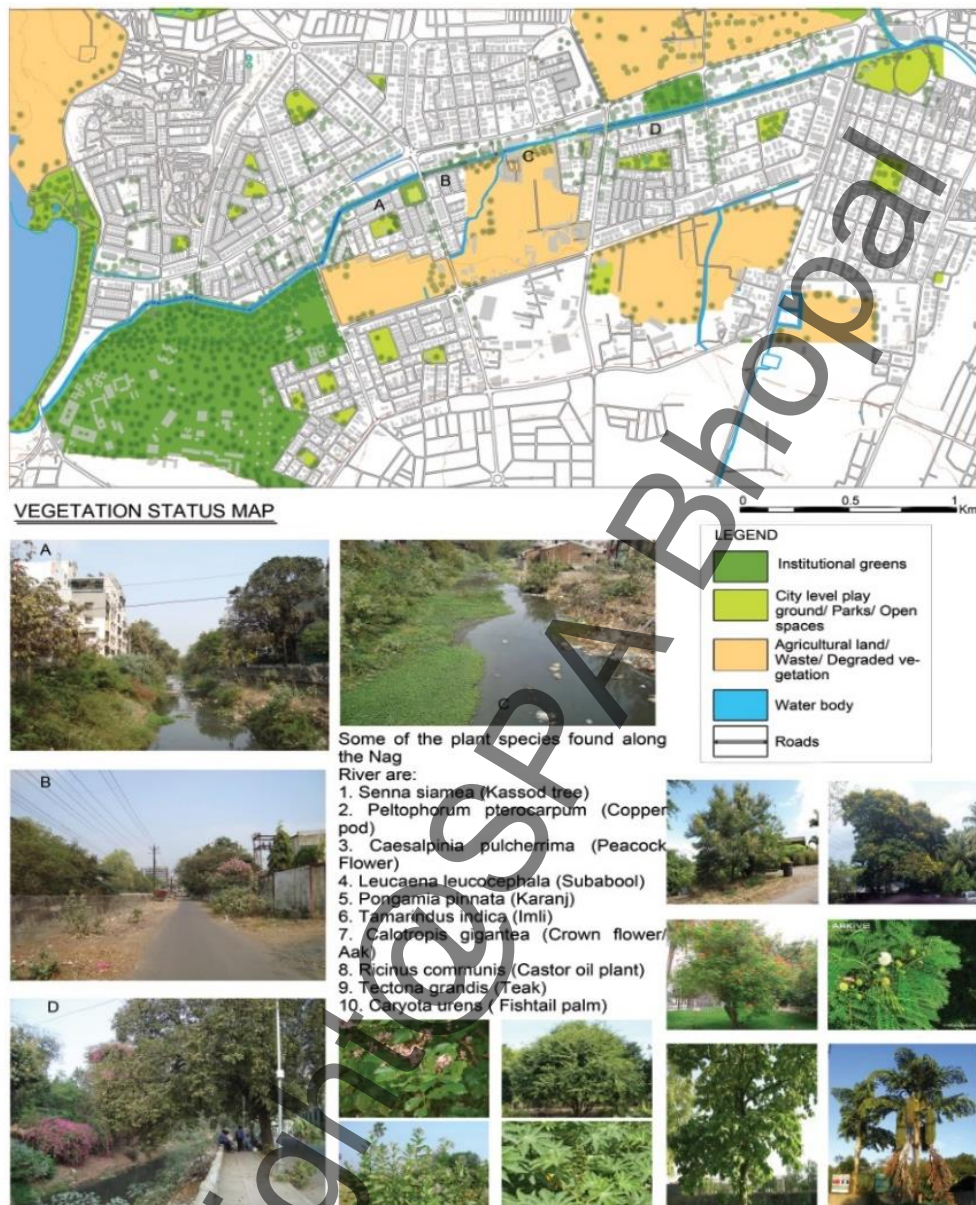 A
B
C
D
0 0.5 1
Km
VEGETATION STATUS MAP
LEGEND
Institutional greens
City level play
ground/ Parks/ Open
spaces
Agricultural land/
Waste/ Degraded ve-
getation
Water body
Roads
A
C
B
D
Some of the plant species found along
the Nag
River are:
1. Senna siamea (Kassod tree)
2. Peltophorum pterocarpum (Copper
pod)
3. Caesalpinia pulcherrima (Peacock
Flower)
4. Leucaena leucocephala (Subabool)
5. Pongamia pinnata (Karanj)
6. Tamarindus indica (Imli)
7. Calotropis gigantea (Crown flower/
Aak)
8. Ricinus communis (Castor oil plant)
9. Tectona grandis (Teak)
10. Caryota urens ( Fishtail palm)
ARKIVE
ight@SPA Bhopal